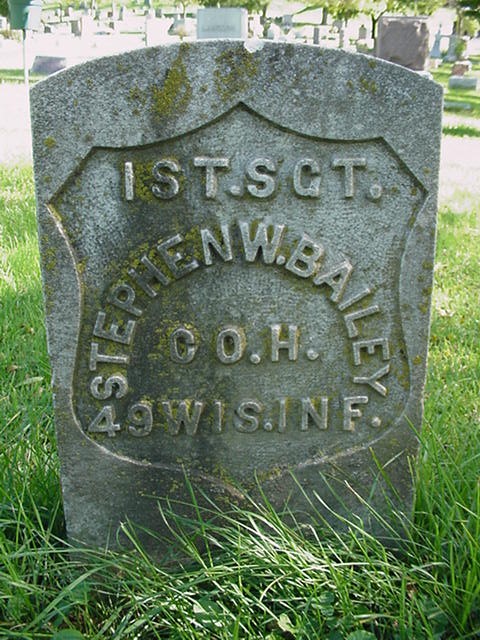 1ST.SGT.
STEPHEN W. BAILEY
CO.H.
49 WIS.INF.